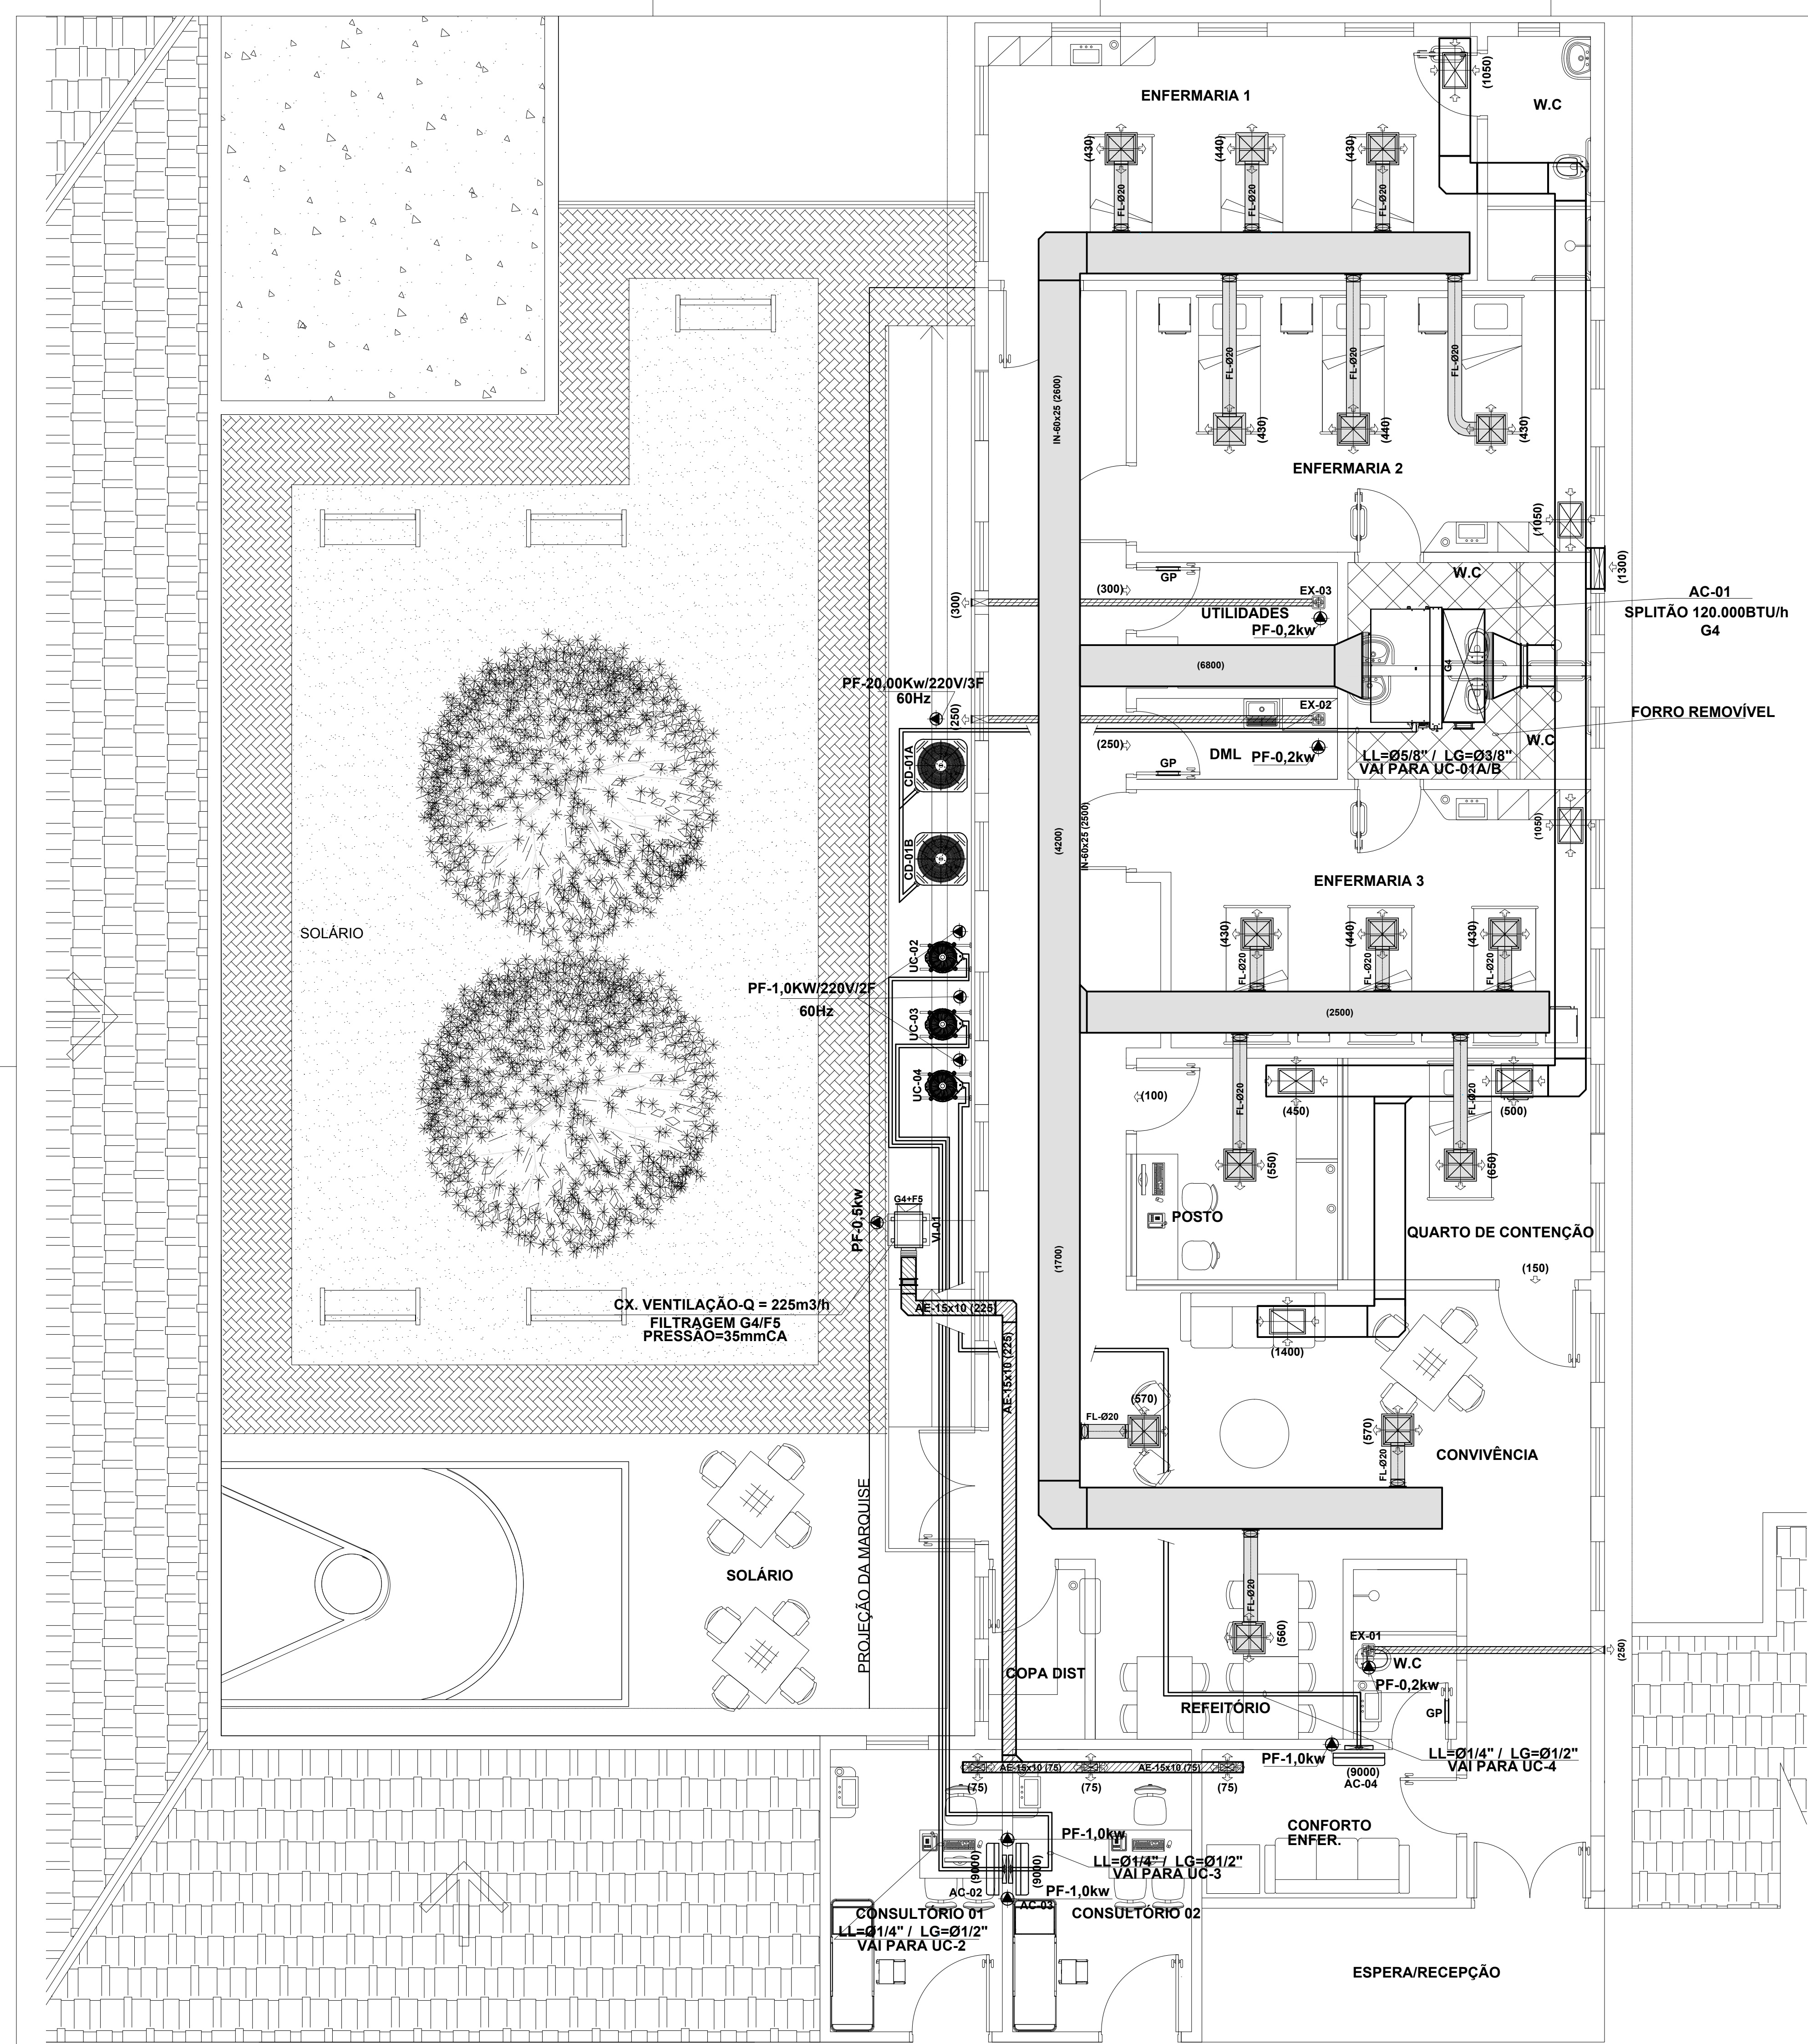 ENFERMARIA 1
(1050)
W.C
(430)
(440)
(430)
FL-Ø20
FL-Ø20
FL-Ø20
IN-60x25 (2600)
FL-Ø20
FL-Ø20
FL-Ø20
(430)
(440)
(430)
ENFERMARIA 2
(1050)
(1300)
W.C
GP
(300)
(300)
EX-03
UTILIDADES
PF-0,2kw
AC-01
SPLITÃO 120.000BTU/h
G4
(6800)
G4
PF-20,00Kw/220V/3F
60Hz
(250)
EX-02
FORRO REMOVÍVEL
W.C
(250)
DML
PF-0,2kw
GP
LL=Ø5/8" / LG=Ø3/8"
VAI PARA UC-01A/B
CD-01A
CD-01B
(4200)
IN-60x25 (2500)
(1050)
ENFERMARIA 3
SOLÁRIO
(430)
(440)
(430)
UC-02
FL-Ø20
FL-Ø20
FL-Ø20
PF-1,0KW/220V/2F
60Hz
UC-03
(2500)
UC-04
(100)
FL-Ø20
(450)
FL-Ø20
(500)
(550)
(650)
G4+F5
PF-0,5kw
VI-01
POSTO
QUARTO DE CONTENÇÃO
(1700)
(150)
CX. VENTILAÇÃO-Q = 225m3/h
FILTRAGEM G4/F5
PRESSÃO=35mmCA
AE-15x10 (225)
AE-15x10 (225)
(1400)
(570)
FL-Ø20
(570)
FL-Ø20
CONVIVÊNCIA
PROJEÇÃO DA MARQUISE
SOLÁRIO
FL-Ø20
(560)
EX-01
(250)
W.C
COPA DIST
PF-0,2kw
REFEITÓRIO
GP
PF-1,0kw
LL=Ø1/4" / LG=Ø1/2"
VAI PARA UC-4
(9000)
AC-04
AE-15x10 (75)
AE-15x10 (75)
(75)
(75)
(75)
CONFORTO
ENFER.
PF-1,0kw
(9000)
(9000)
LL=Ø1/4" / LG=Ø1/2"
VAI PARA UC-3
AC-02
PF-1,0kw
AC-03
CONSULTÓRIO 01
CONSULTÓRIO 02
LL=Ø1/4" / LG=Ø1/2"
VAI PARA UC-2
ESPERA/RECEPÇÃO